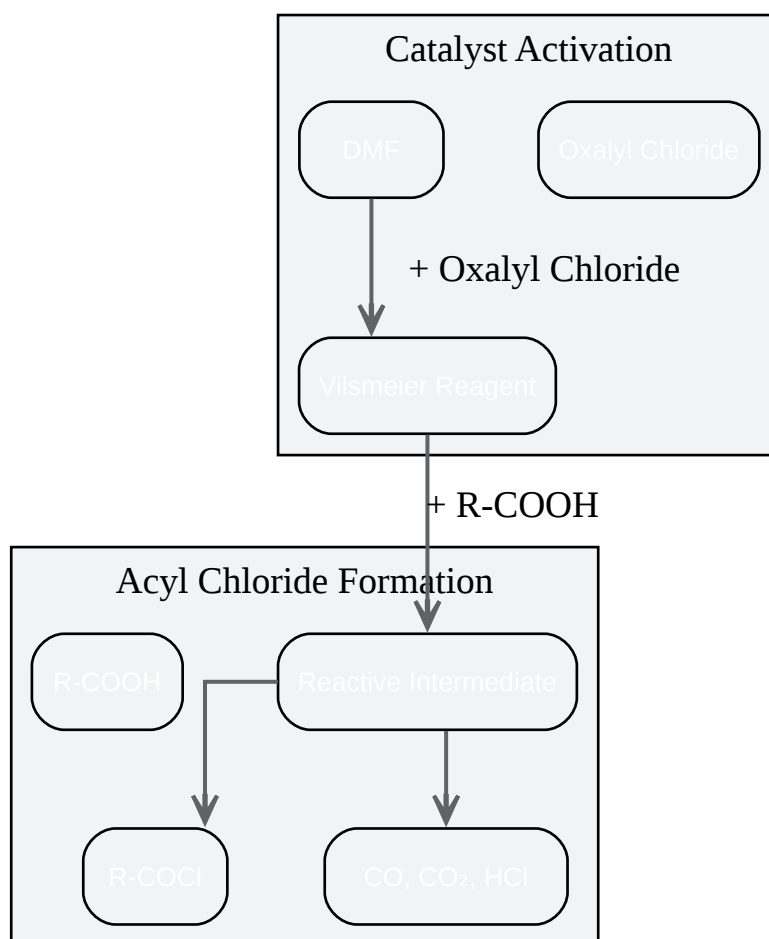 Catalyst Activation
DMF
Oxalyl Chloride
+ Oxalyl Chloride
Vilsmeier Reagent
+ R-COOH
Acyl Chloride Formation
R-COOH
Reactive Intermediate
R-COCl
CO, CO₂, HCl